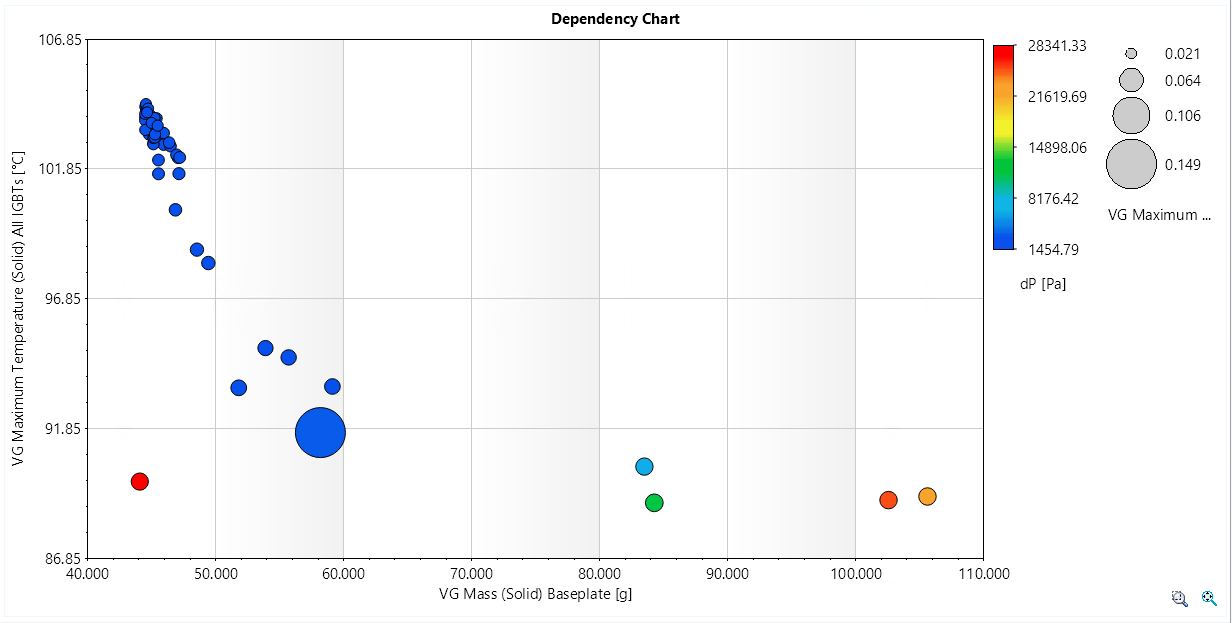 Dependency Chart
106.85
101.85
96.85
91.85
86.85
VG Maximum Temperature (Solid) All IGBTs [°C]
40.000 50.000 60.000 70.000 80.000 90.000 100.000 110.000
VG Mass (Solid) Baseplate [g]
28341.33
21619.69
14898.06
8176.42
1454.79
dP [Pa]
0.021
0.064
0.106
0.149
VG Maximum ...